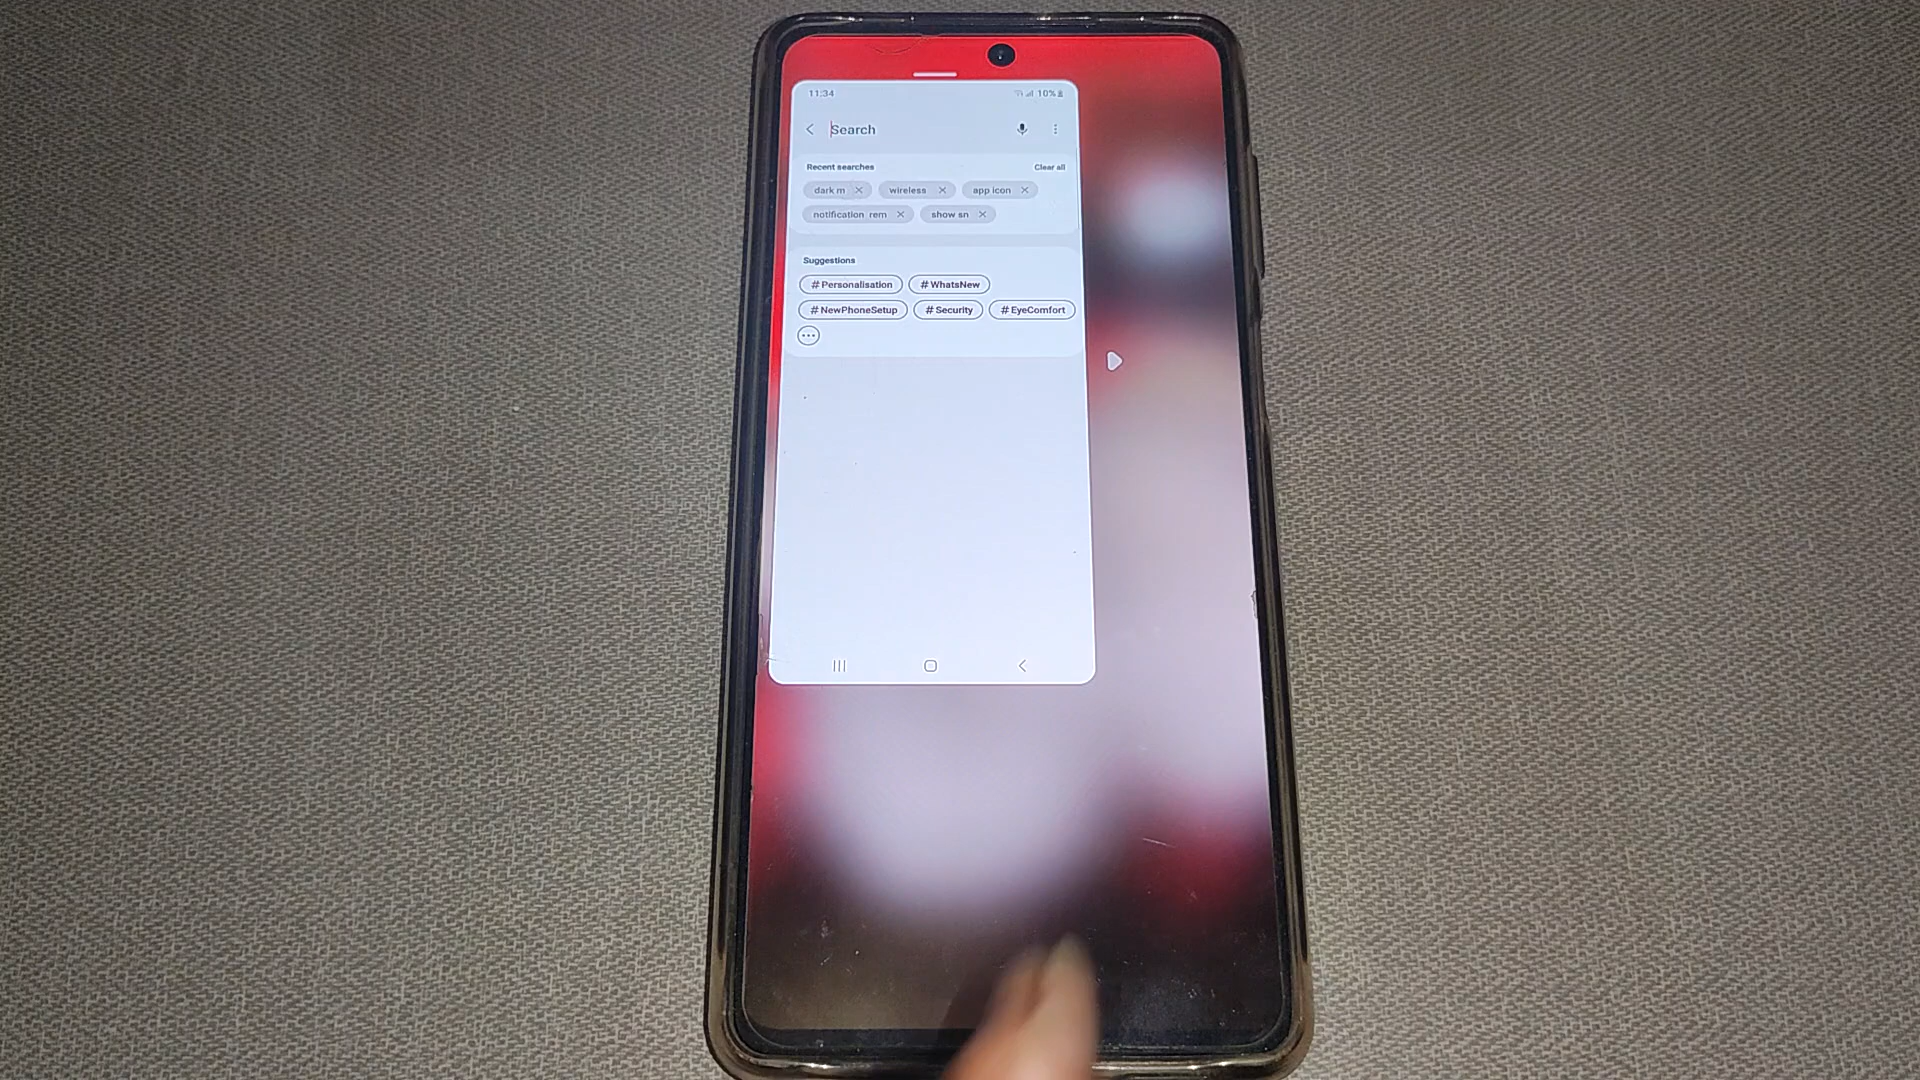 11:34 10%
Search
Recent searches Clear all
dark m wireless app icon
notification rem show sn
Suggestions
#Personalisation #WhatsNew
#NewPhoneSetup #Security #EyeComfort